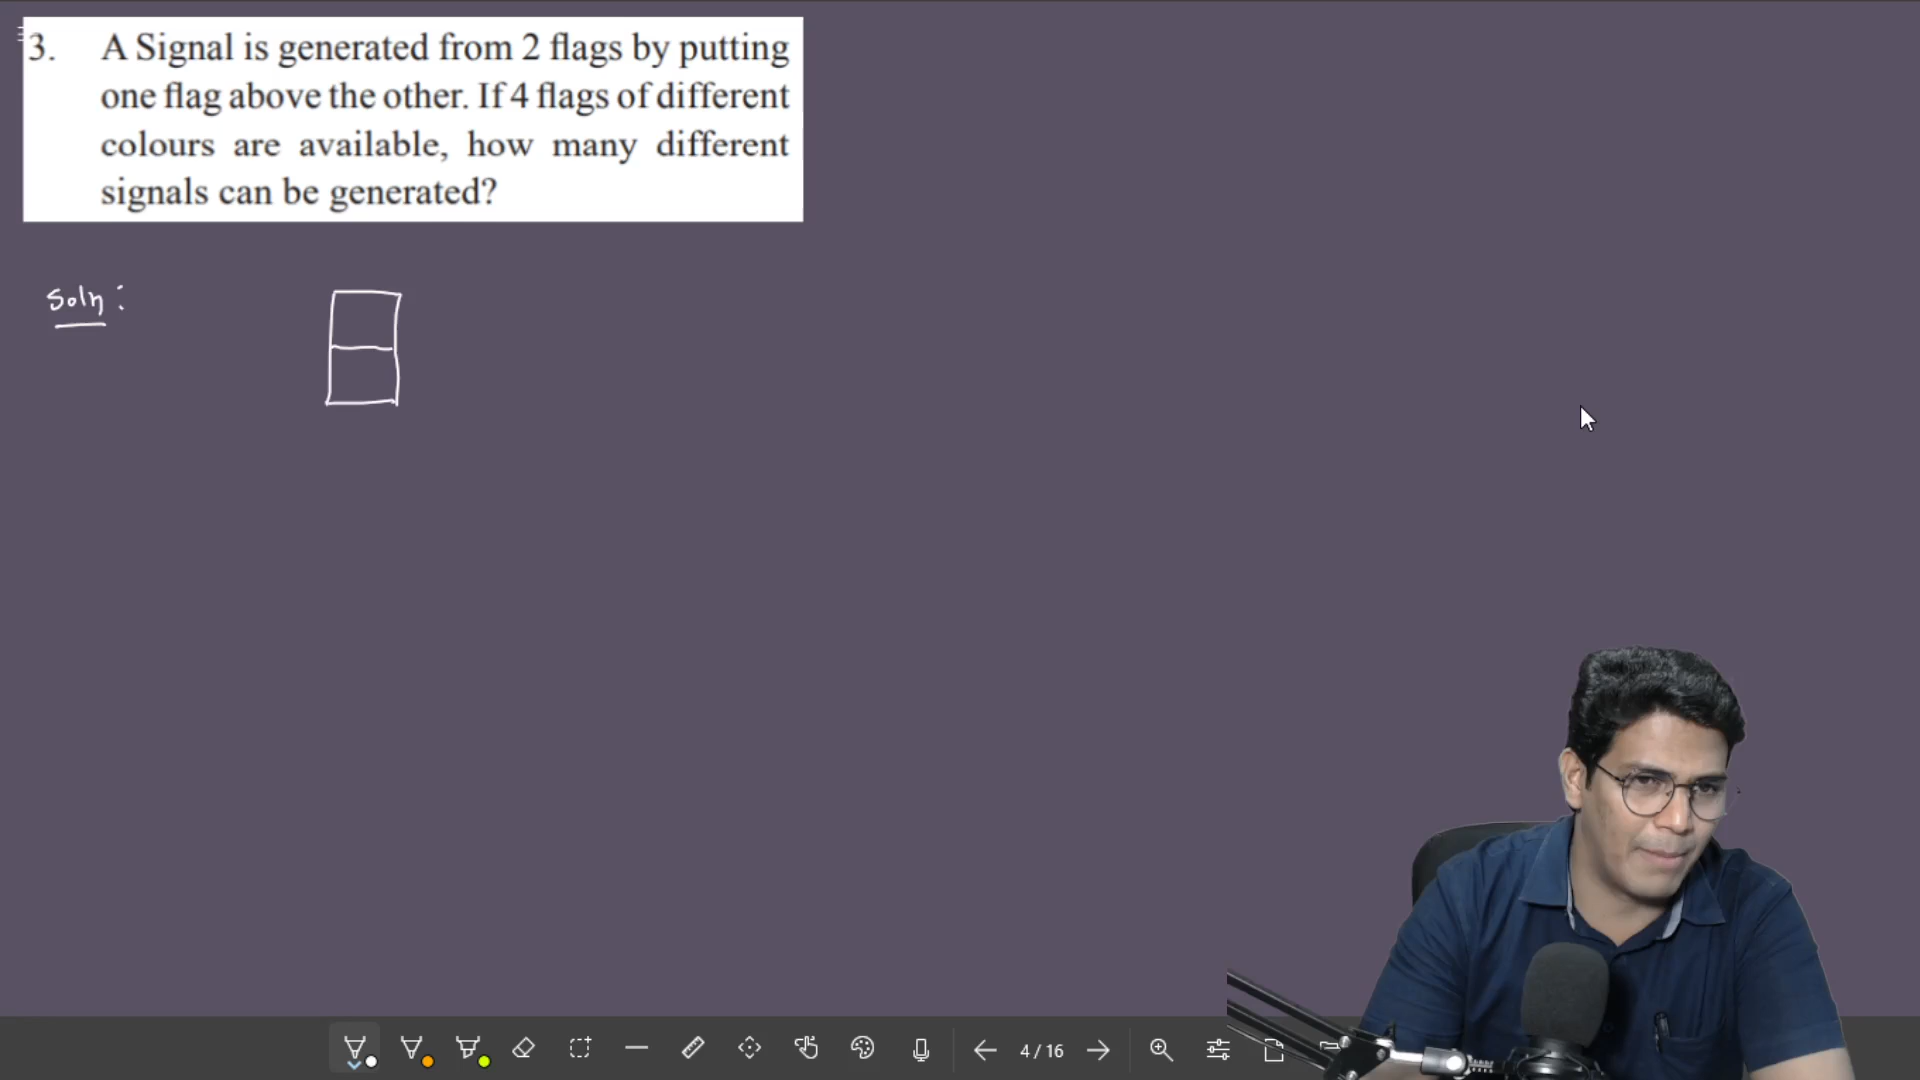 3. A Signal is generated from 2 flags by putting
one flag above the other. If 4 flags of different
colours are available, how many different
signals can be generated?
Soln :
4 / 16